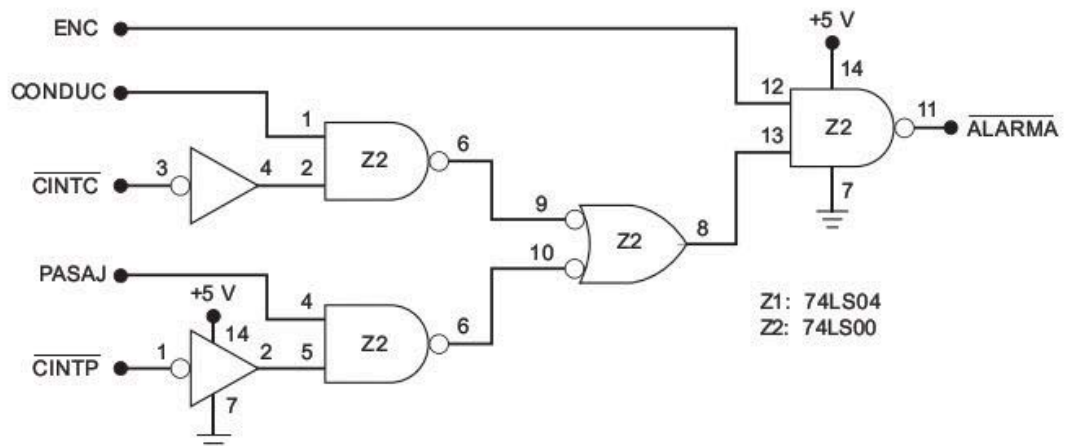 ENC
+5 V
14
CONDUC
12
1
Z2
11
ALARMA
Z2
6
13
3
4
2
CINTC
7
9
Z2
8
10
PASAJ
+5 V
4
Z1: 74LS04
14
Z2
6
Z2: 74LS00
CINTP
1
2
5
7